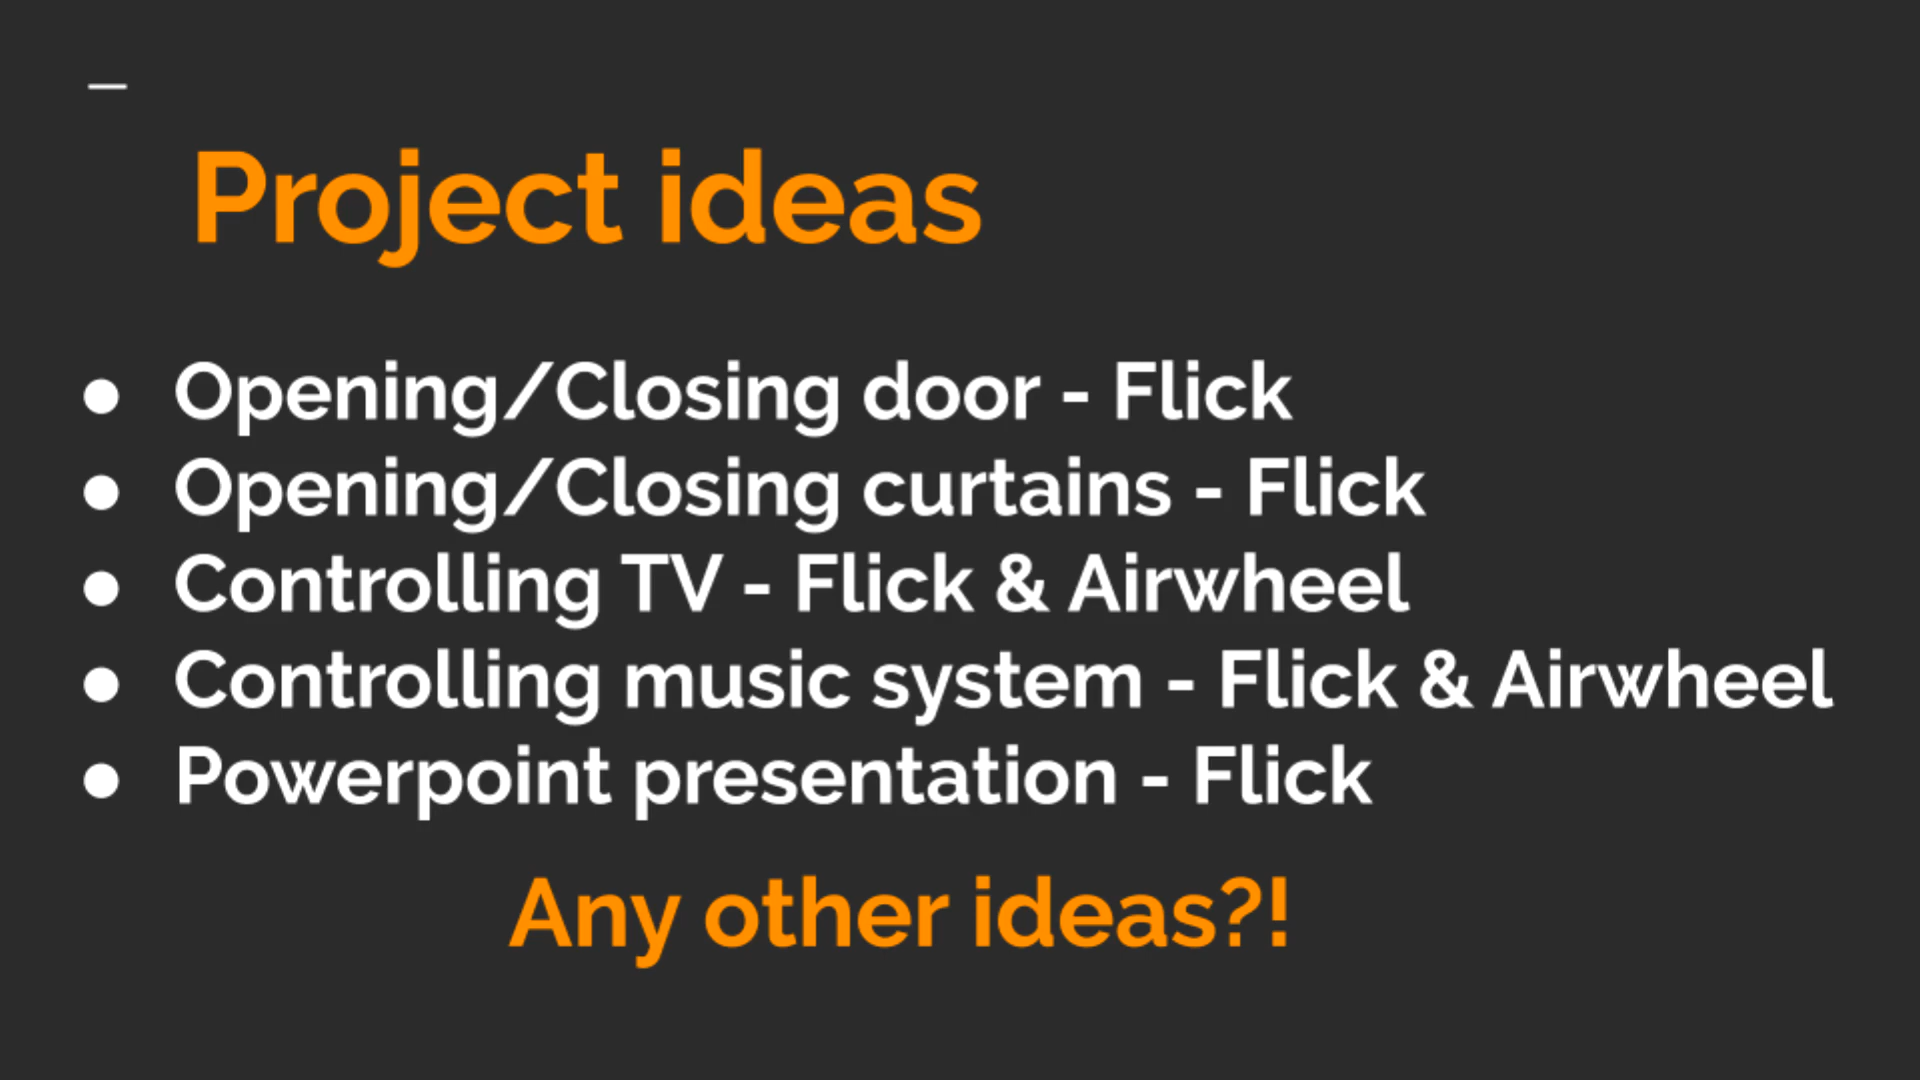 Project ideas
● Opening/Closing door - Flick
● Opening/Closing curtains - Flick
● Controlling TV - Flick & Airwheel
● Controlling music system - Flick & Airwheel
● Powerpoint presentation - Flick
Any other ideas?!